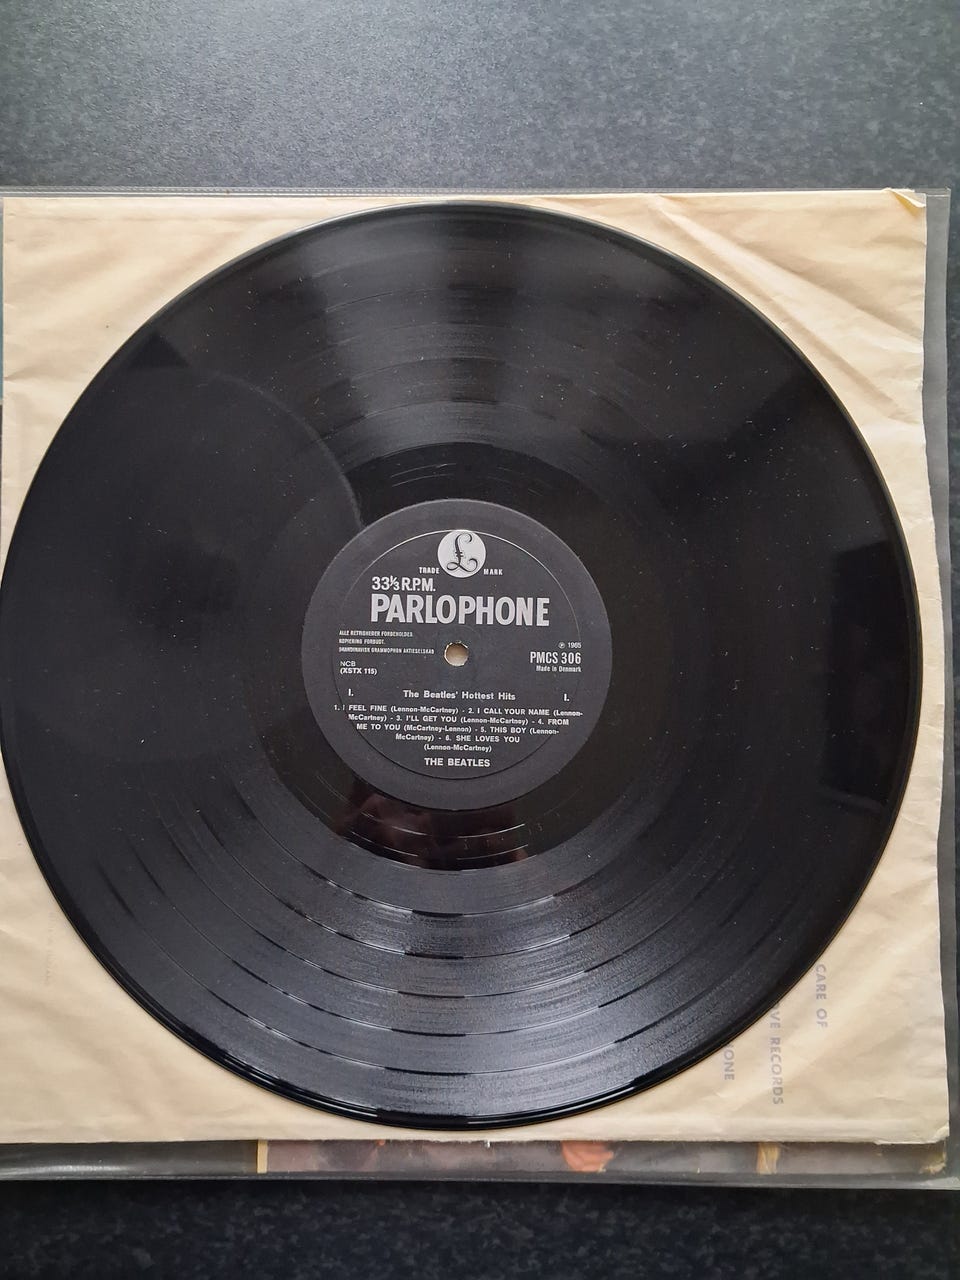 £
TRADE MARK
33⅓ R.P.M.
PARLOPHONE
ALLE RETTIGHEDER FORBEHOLDES
KOPIERING FORBUDT.
SKANDINAVISK GRAMMOPHON AKTIESELSKAB
℗ 1965
PMCS 306
Made in Denmark
NCB
(XSTX 115)
I. The Beatles' Hottest Hits I.
1. I FEEL FINE (Lennon-McCartney) - 2. I CALL YOUR NAME (Lennon-
McCartney) - 3. I'LL GET YOU (Lennon-McCartney) - 4. FROM
ME TO YOU (McCartney-Lennon) - 5. THIS BOY (Lennon-
McCartney) - 6. SHE LOVES YOU
(Lennon-McCartney)
THE BEATLES
CARE OF
RECORDS